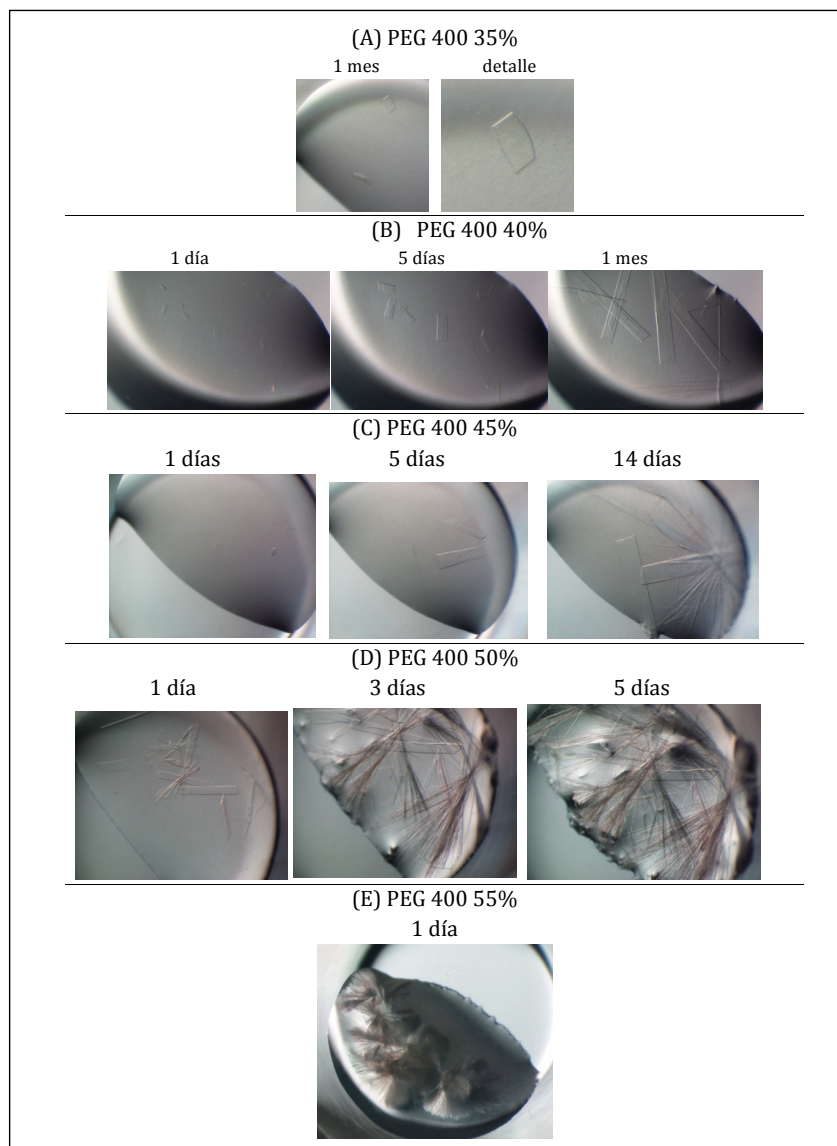 (A) PEG 400 35%
1 mes detalle
(B) PEG 400 40%
1 día 5 días 1 mes
(C) PEG 400 45%
1 días 5 días 14 días
(D) PEG 400 50%
1 día 3 días 5 días
(E) PEG 400 55%
1 día